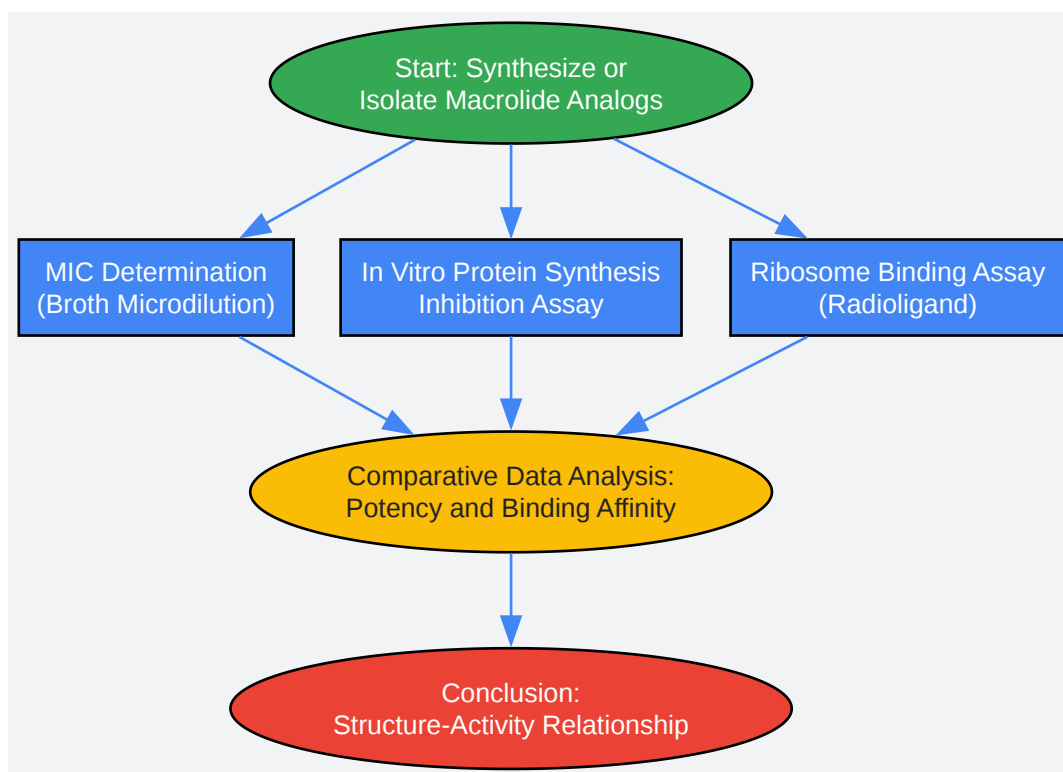 Start: Synthesize or
Isolate Macrolide Analogs
MIC Determination
(Broth Microdilution)
In Vitro Protein Synthesis
Inhibition Assay
Ribosome Binding Assay
(Radioligand)
Comparative Data Analysis:
Potency and Binding Affinity
Conclusion:
Structure-Activity Relationship